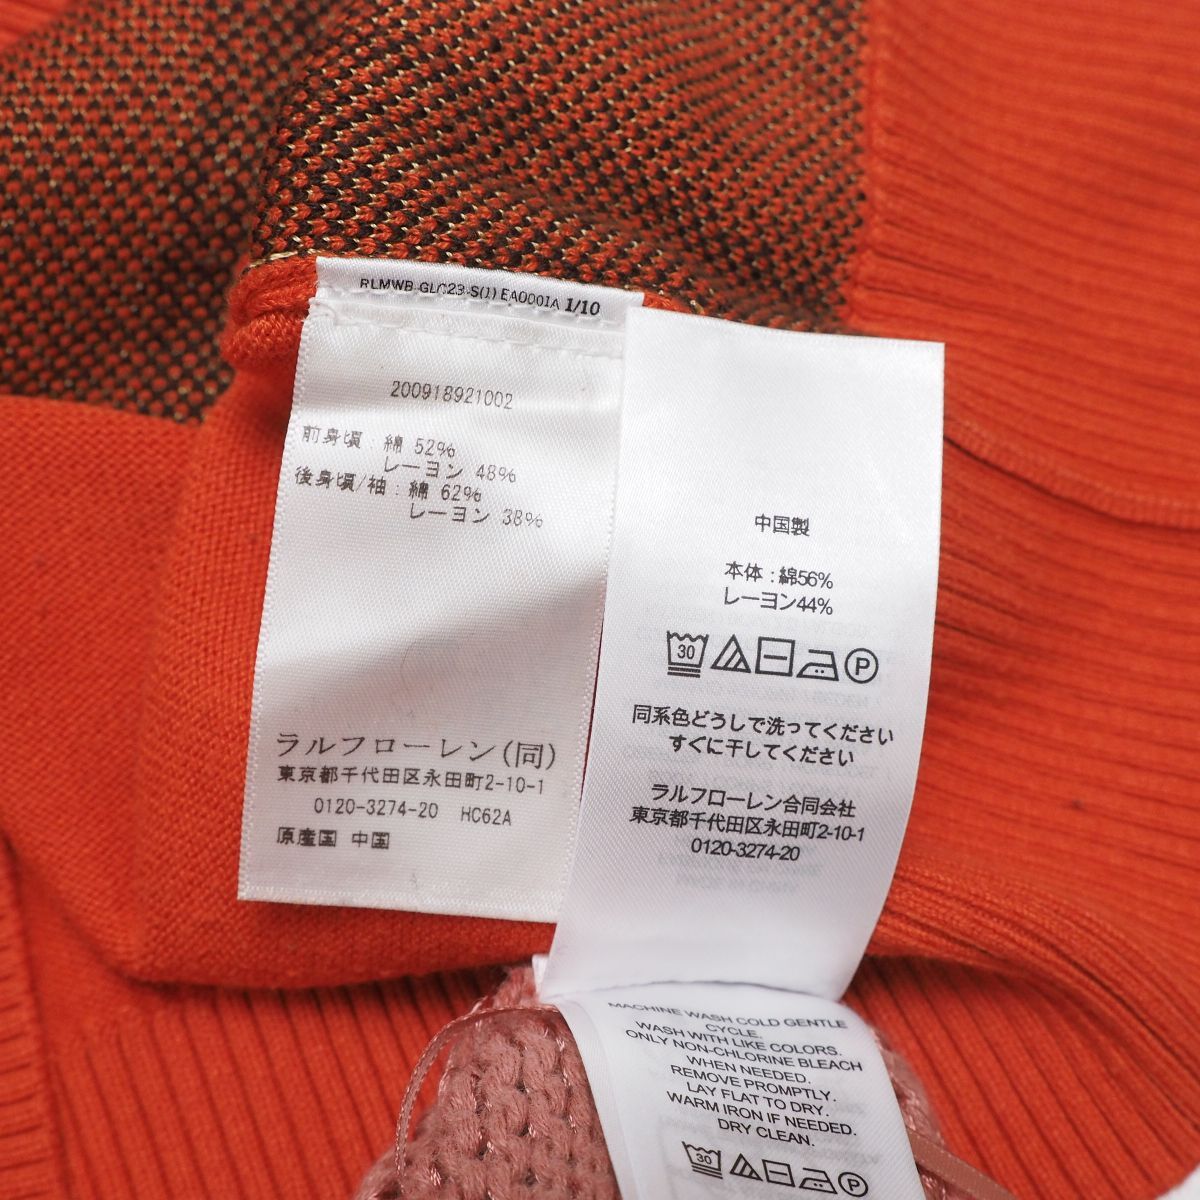 RLMWB-GLC23-S(1) EA0001A 1/10
200918921002
前身頃 : 綿 52%
レーヨン 48%
後身頃/袖 : 綿 62%
レーヨン 38%
ラルフローレン(同)
東京都千代田区永田町2-10-1
0120-3274-20 HC62A
原産国 中国
中国製
本体 : 綿56%
レーヨン44%
30
P
同系色どうしで洗ってください
すぐに干してください
ラルフローレン合同会社
東京都千代田区永田町2-10-1
0120-3274-20
MACHINE WASH COLD GENTLE
CYCLE.
WASH WITH LIKE COLORS.
ONLY NON-CHLORINE BLEACH
WHEN NEEDED.
REMOVE PROMPTLY.
LAY FLAT TO DRY.
WARM IRON IF NEEDED.
DRY CLEAN.
30
P